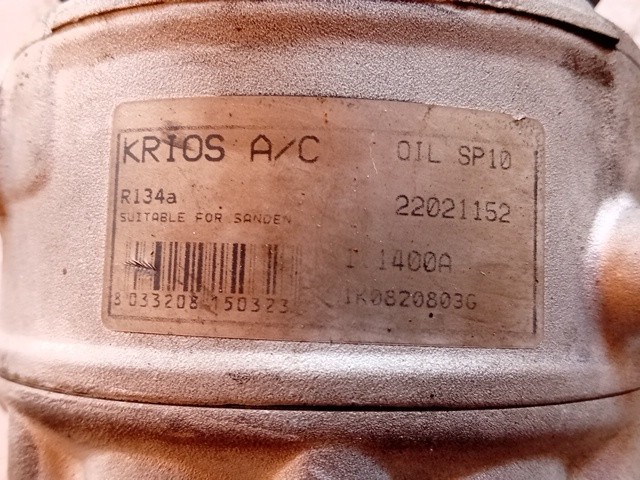 KRIOS A/C OIL SP10
R134a 22021152
SUITABLE FOR SANDEN
I 1400A
8 033208 150323 1K0820803G